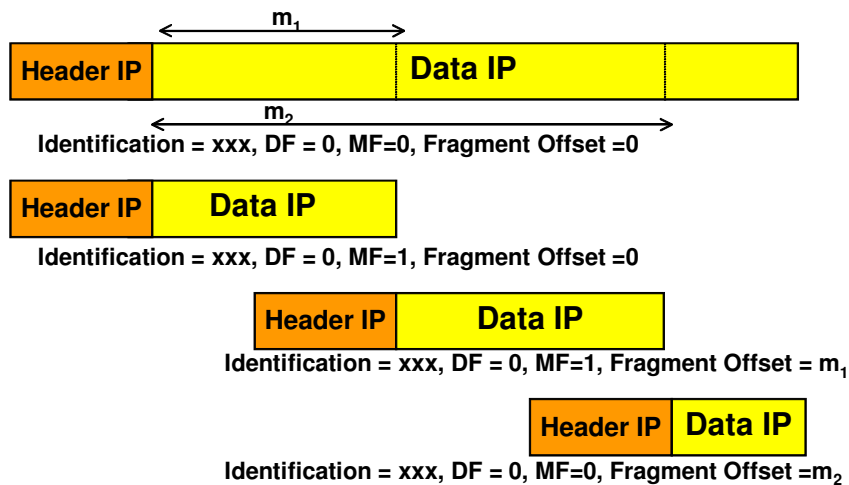 m₁
Header IP Data IP
m₂
Identification = xxx, DF = 0, MF=0, Fragment Offset =0
Header IP Data IP
Identification = xxx, DF = 0, MF=1, Fragment Offset =0
Header IP Data IP
Identification = xxx, DF = 0, MF=1, Fragment Offset = m₁
Header IP Data IP
Identification = xxx, DF = 0, MF=0, Fragment Offset =m₂